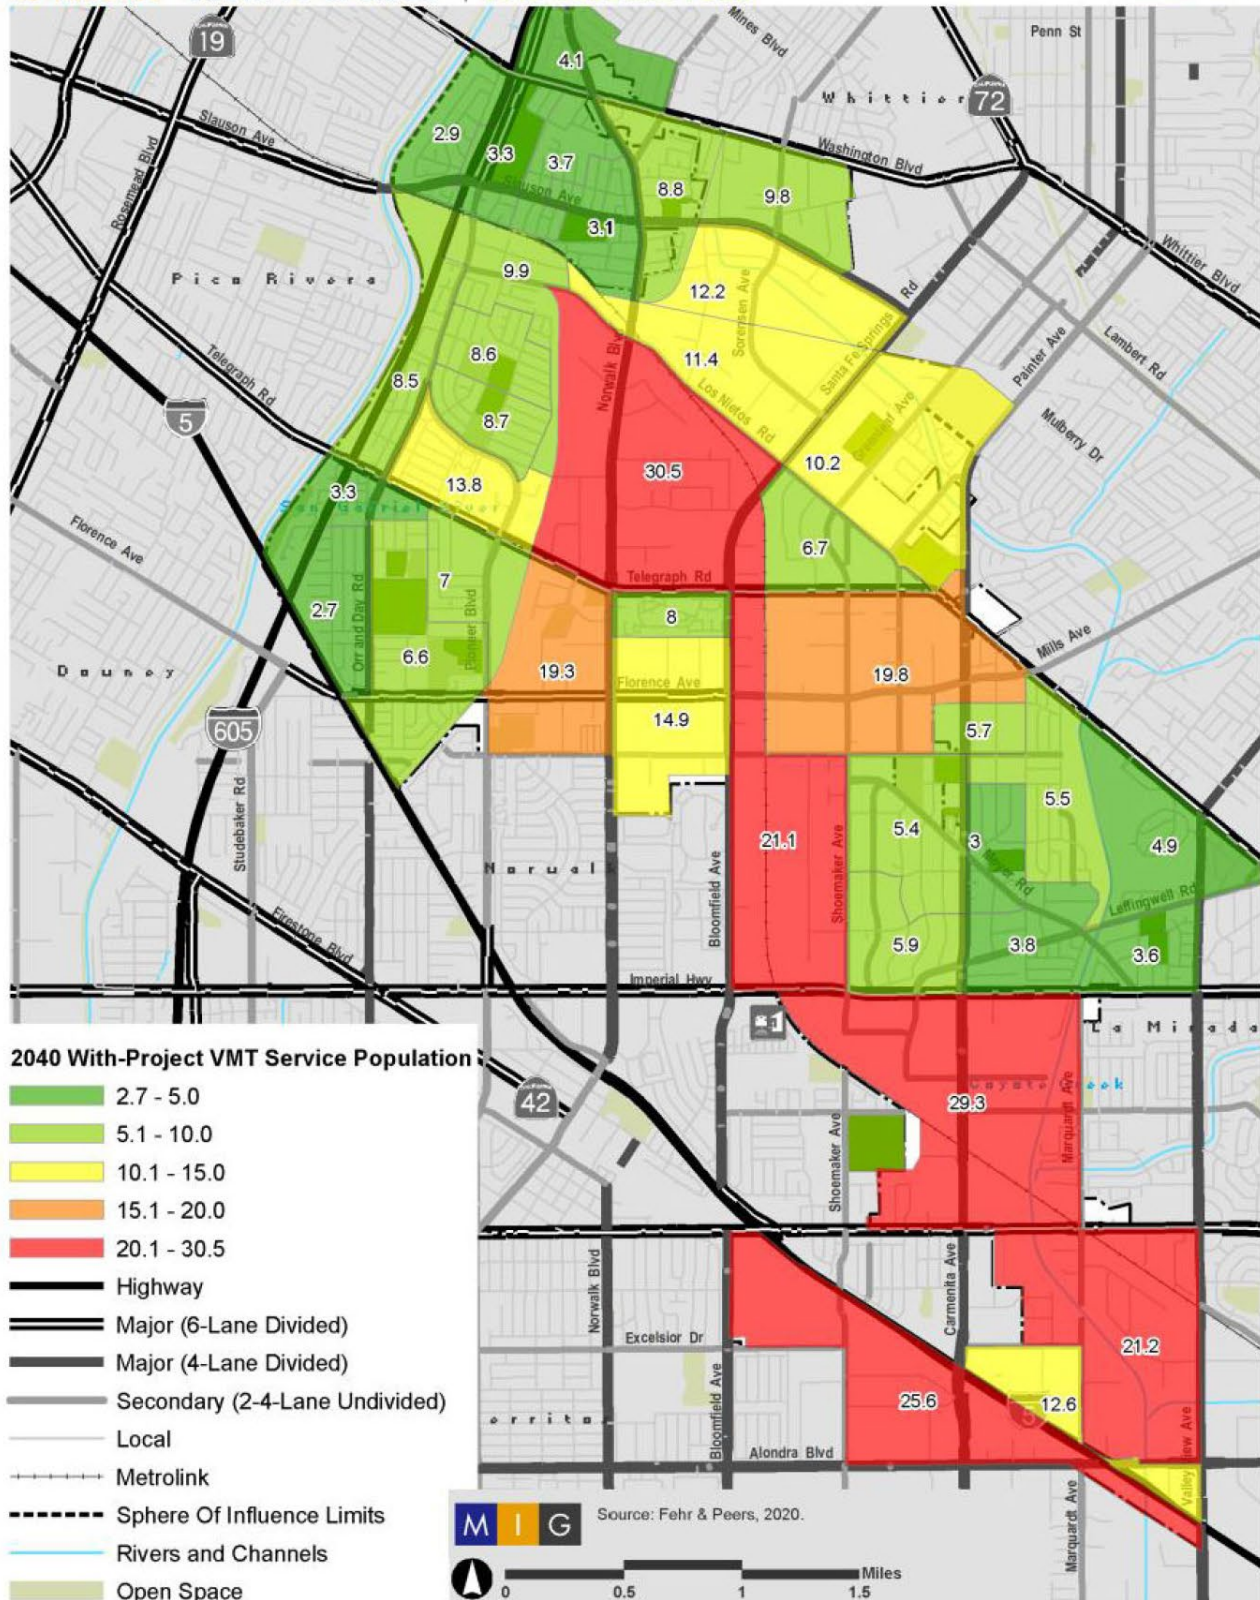 19
Mines Blvd
Penn St
4.1
Whittier
72
Slauson Ave
2.9
3.3
3.7
Washington Blvd
Rosemead Blvd
Slauson Ave
8.8
9.8
3.1
Whittier Blvd
Pico Rivera
9.9
12.2
Sorensen Ave
Rd
Santa Fe Springs
Painter Ave
Lambert Rd
Telegraph Rd
8.6
Norwalk Blvd
11.4
8.5
Los Nietos Rd
5
8.7
Mulberry Dr
10.2
13.8
30.5
3.3
San Gabriel River
Florence Ave
6.7
7
Telegraph Rd
2.7
Orr and Day Rd
Pioneer Blvd
8
Mills Ave
Downey
6.6
19.3
Florence Ave
19.8
605
14.9
5.7
Studebaker Rd
5.5
5.4
21.1
3
4.9
Norwalk
Bloomfield Ave
Shoemaker Ave
Leffingwell Rd
Firestone Blvd
5.9
3.8
3.6
Imperial Hwy
La Mirada
42
Coyote Creek
29.3
Marquardt Ave
Shoemaker Ave
Norwalk Blvd
Carmenita Ave
Excelsior Dr
21.2
Bloomfield Ave
25.6
12.6
5
Alondra Blvd
Marquardt Ave
2040 With-Project VMT Service Population
2.7 - 5.0
5.1 - 10.0
10.1 - 15.0
15.1 - 20.0
20.1 - 30.5
Highway
Major (6-Lane Divided)
Major (4-Lane Divided)
Secondary (2-4-Lane Undivided)
Local
Metrolink
Sphere Of Influence Limits
Rivers and Channels
Open Space
MIG
Source: Fehr & Peers, 2020.
Miles
0 0.5 1 1.5